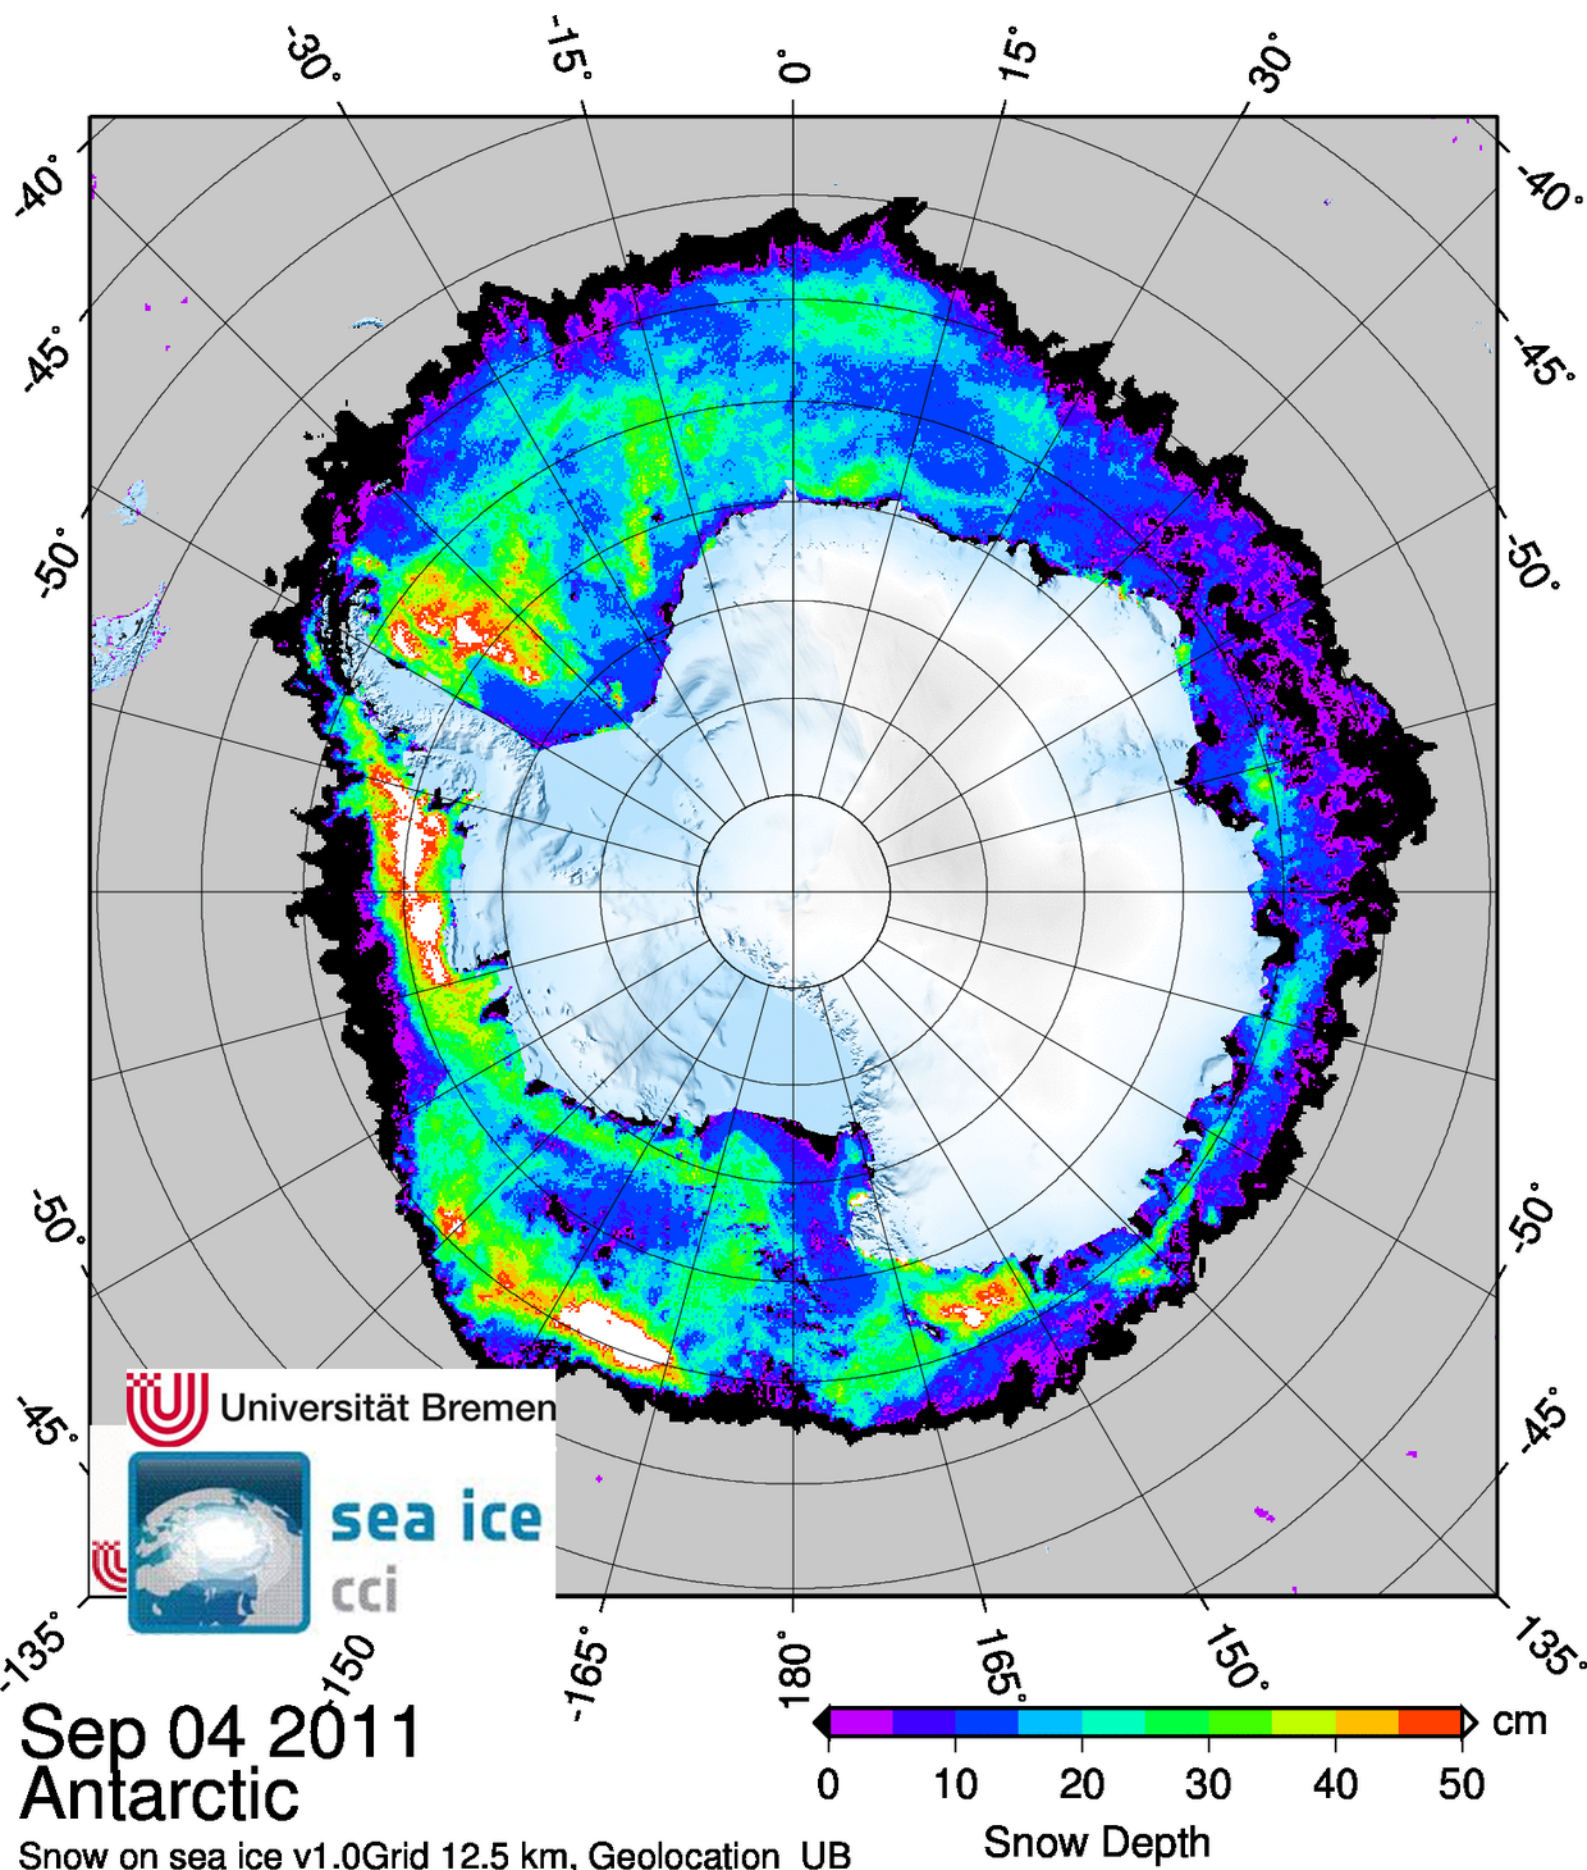 -30°
-15°
0°
15°
30°
-40°
-40°
-45°
-45°
-50°
-50°
-50°
-50°
-45°
-45°
Universität Bremen
sea ice
cci
-135°
-150
-165°
180°
165°
150°
135°
Sep 04 2011
Antarctic
cm
0 10 20 30 40 50
Snow Depth
Snow on sea ice v1.0Grid 12.5 km, Geolocation UB